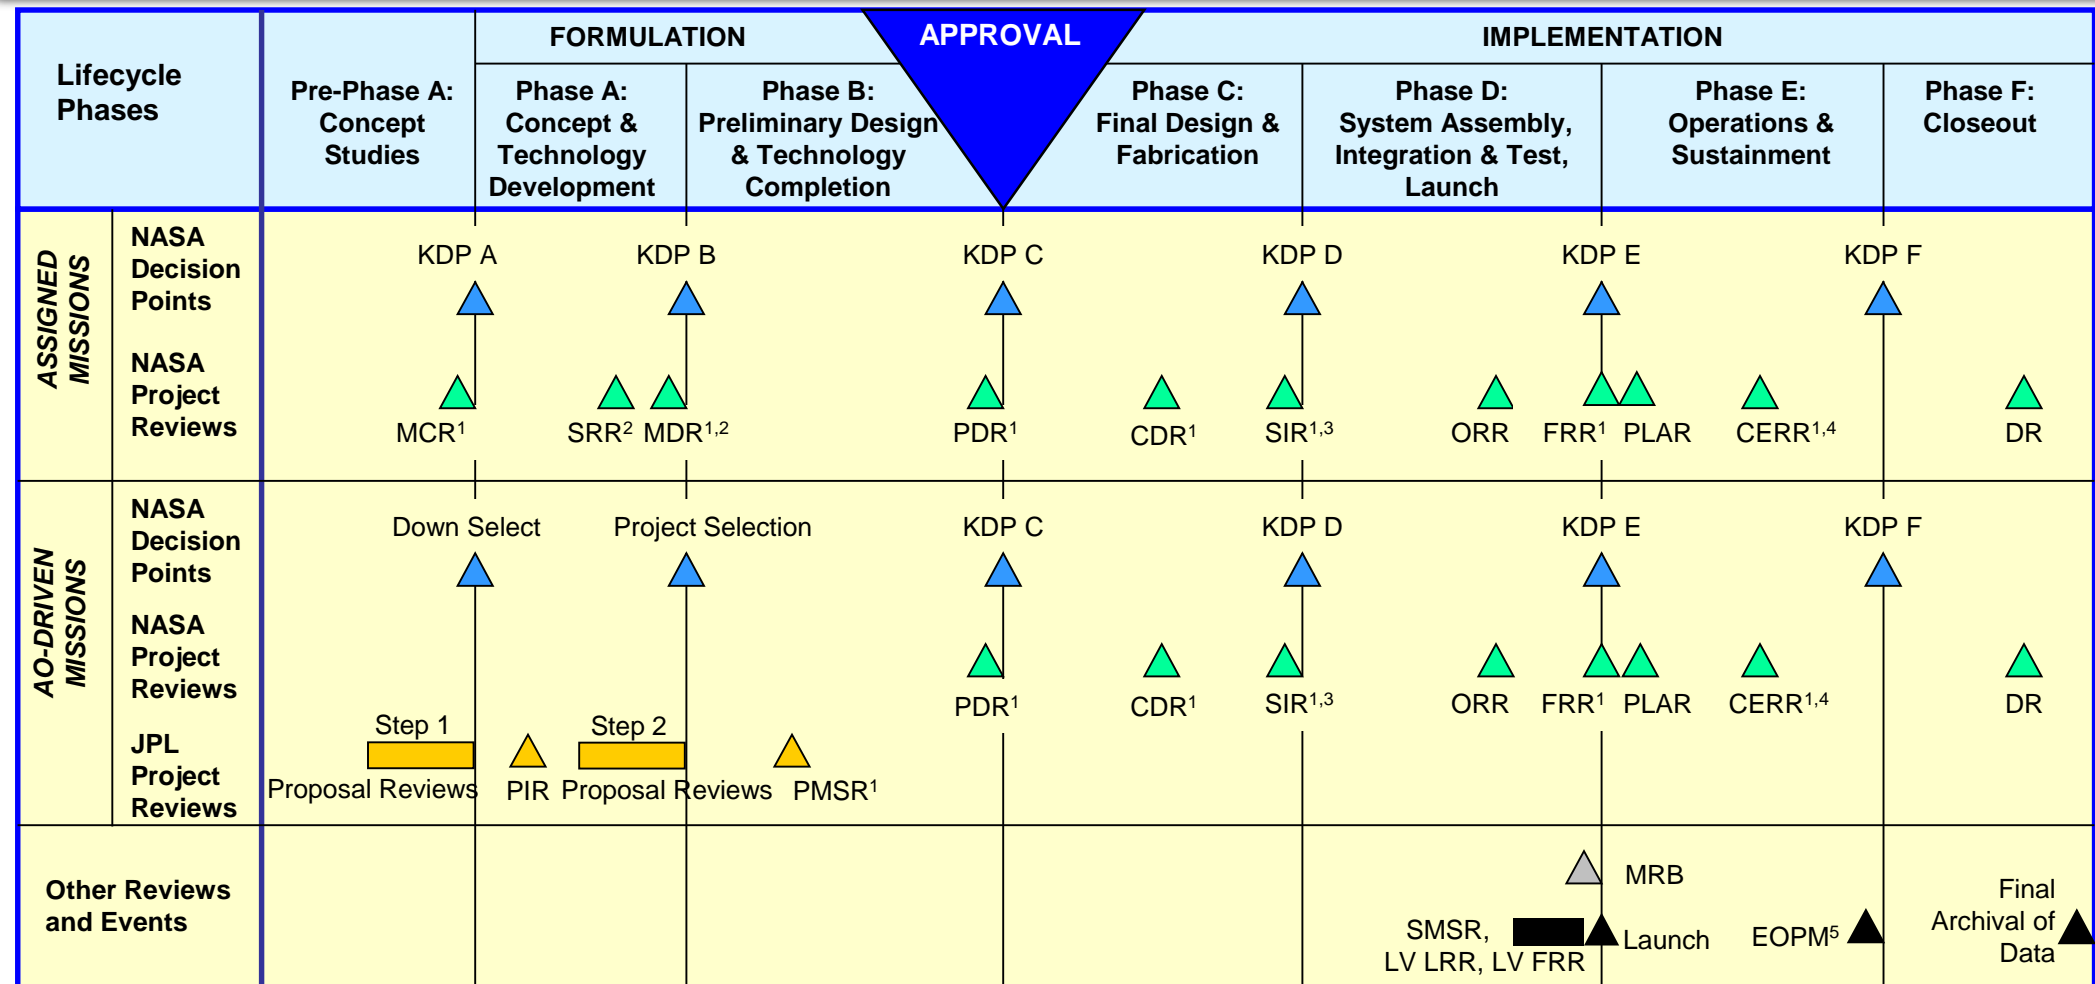 FORMULATION
APPROVAL
IMPLEMENTATION
Lifecycle
Phases
Pre-Phase A:
Concept
Studies
Phase A:
Concept &
Technology
Development
Phase B:
Preliminary Design
& Technology
Completion
Phase C:
Final Design &
Fabrication
Phase D:
System Assembly,
Integration & Test,
Launch
Phase E:
Operations &
Sustainment
Phase F:
Closeout
ASSIGNED
MISSIONS
NASA
Decision
Points
KDP A
KDP B
KDP C
KDP D
KDP E
KDP F
NASA
Project
Reviews
MCR¹
SRR²
MDR¹,²
PDR¹
CDR¹
SIR¹,³
ORR
FRR¹
PLAR
CERR¹,⁴
DR
AO-DRIVEN
MISSIONS
NASA
Decision
Points
Down Select
Project Selection
KDP C
KDP D
KDP E
KDP F
NASA
Project
Reviews
PDR¹
CDR¹
SIR¹,³
ORR
FRR¹
PLAR
CERR¹,⁴
DR
JPL
Project
Reviews
Step 1
Proposal Reviews
PIR
Step 2
Proposal Reviews
PMSR¹
Other Reviews
and Events
MRB
SMSR,
LV LRR, LV FRR
Launch
EOPM⁵
Final
Archival of
Data